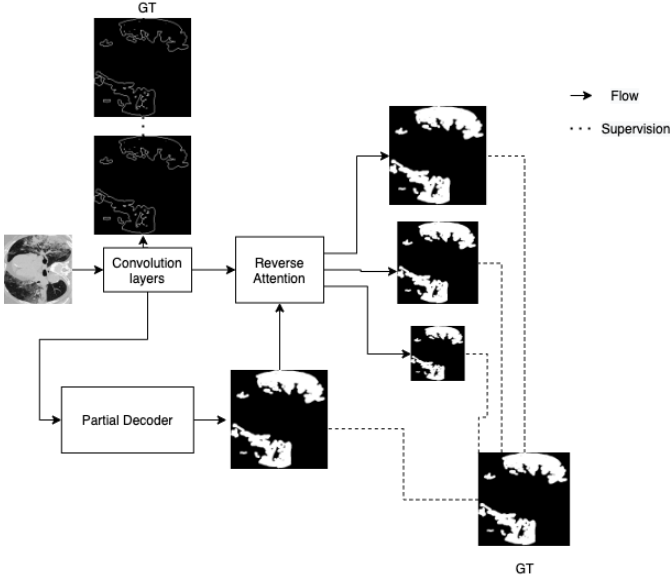 GT
Flow
Supervision
Convolution
layers
Reverse
Attention
Partial Decoder
GT